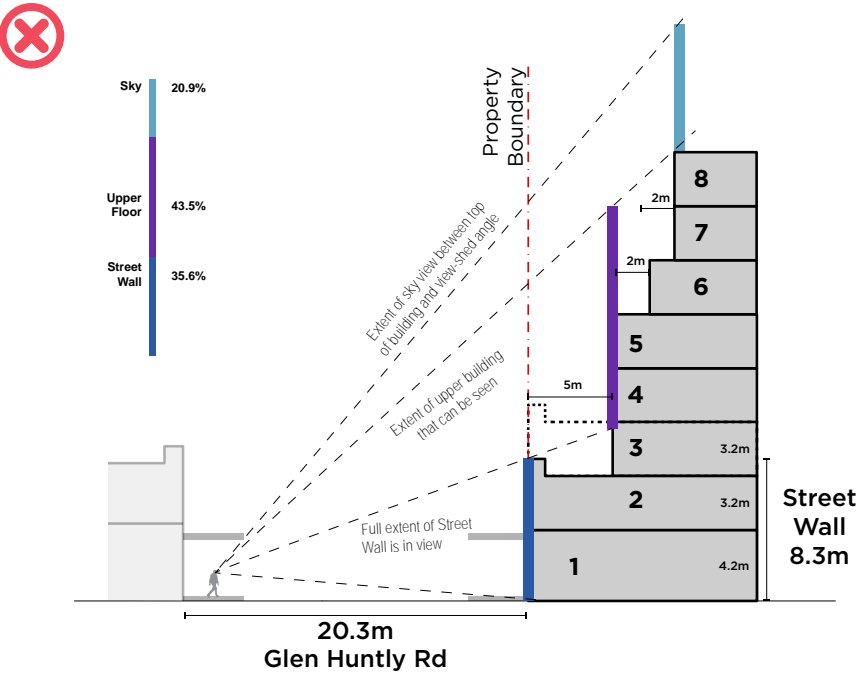 Sky 20.9%
Upper
Floor
43.5%
Street
Wall
35.6%
Property
Boundary
Extent of sky view between top
of building and view-shed angle
Extent of upper building
that can be seen
Full extent of Street
Wall is in view
8
2m
7
2m
6
5
5m
4
3 3.2m
2 3.2m
1 4.2m
Street
Wall
8.3m
20.3m
Glen Huntly Rd